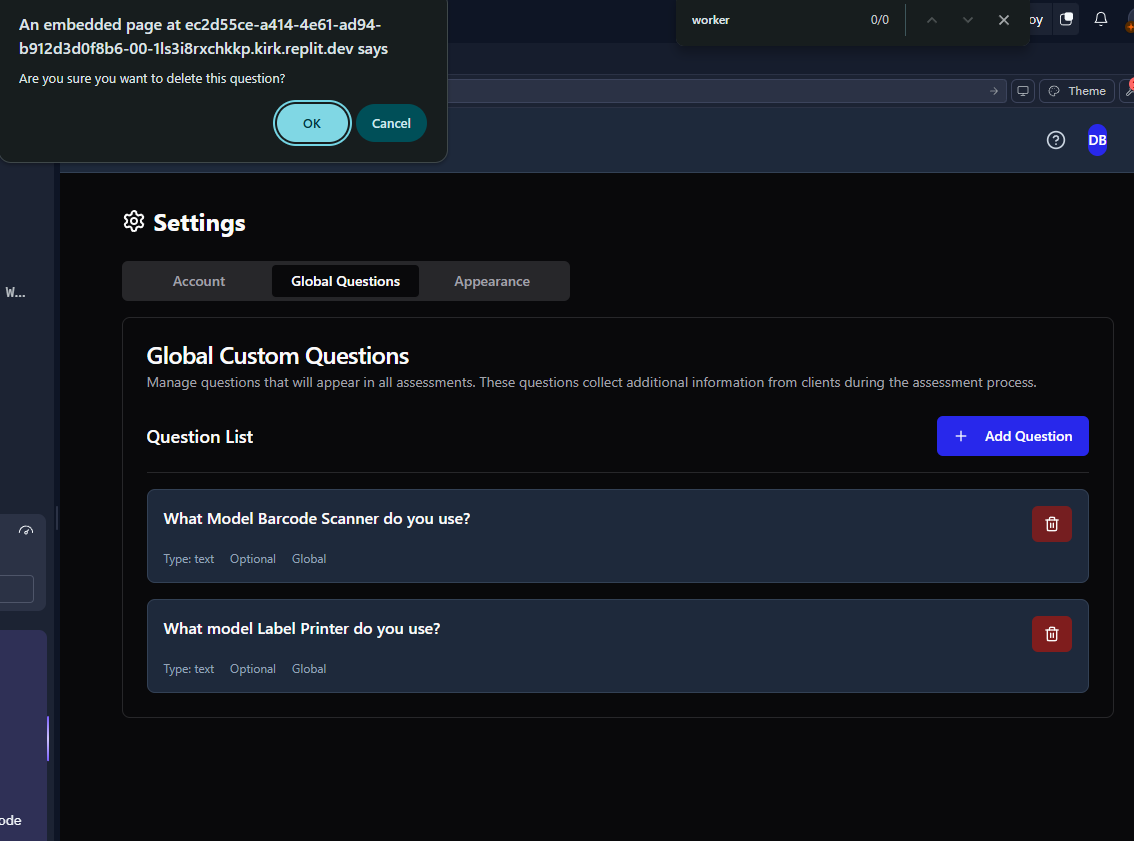 An embedded page at ec2d55ce-a414-4e61-ad94-
b912d3d0f8b6-00-1ls3i8rxchkkp.kirk.replit.dev says
Are you sure you want to delete this question?
OK
Cancel
worker
0/0
oy
Theme
DB
W...
Settings
Account
Global Questions
Appearance
Global Custom Questions
Manage questions that will appear in all assessments. These questions collect additional information from clients during the assessment process.
Question List
Add Question
What Model Barcode Scanner do you use?
Type: text Optional Global
What model Label Printer do you use?
Type: text Optional Global
ode